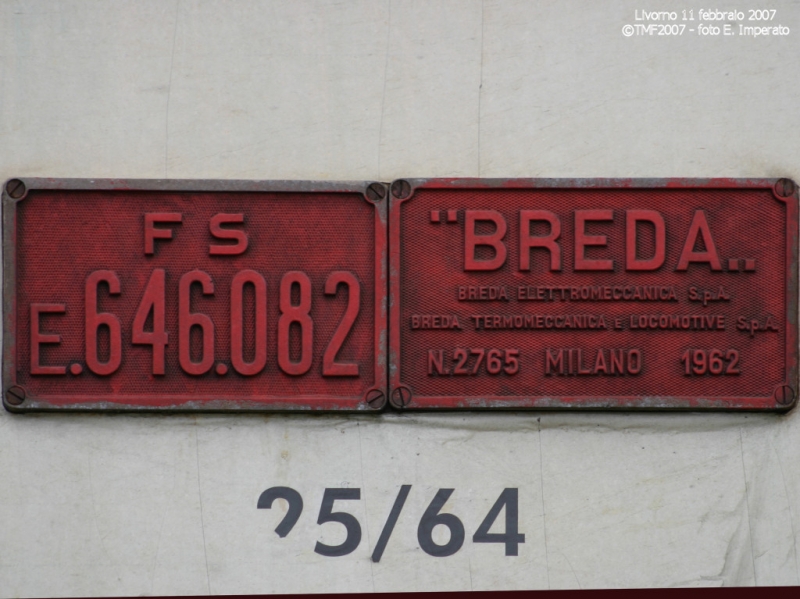 Livorno 11 febbraio 2007
©TMF2007 - foto E. Imperato
FS
E.646.082
"BREDA„
BREDA ELETTROMECCANICA S.p.A.
BREDA TERMOMECCANICA E LOCOMOTIVE S.p.A.
N.2765 MILANO 1962
25/64